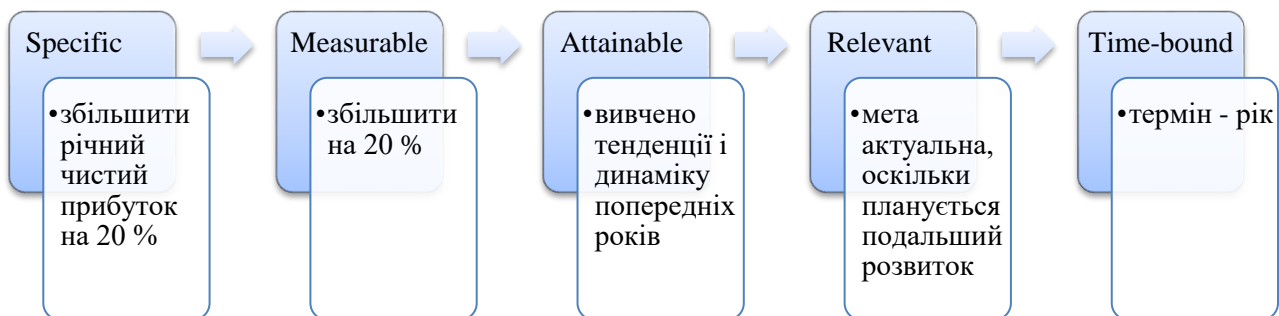 Specific
•збільшити
річний
чистий
прибуток
на 20 %
Measurable
•збільшити
на 20 %
Attainable
•вивчено
тенденції і
динаміку
попередніх
років
Relevant
•мета
актуальна,
оскільки
планується
подальший
розвиток
Time-bound
•термін - рік